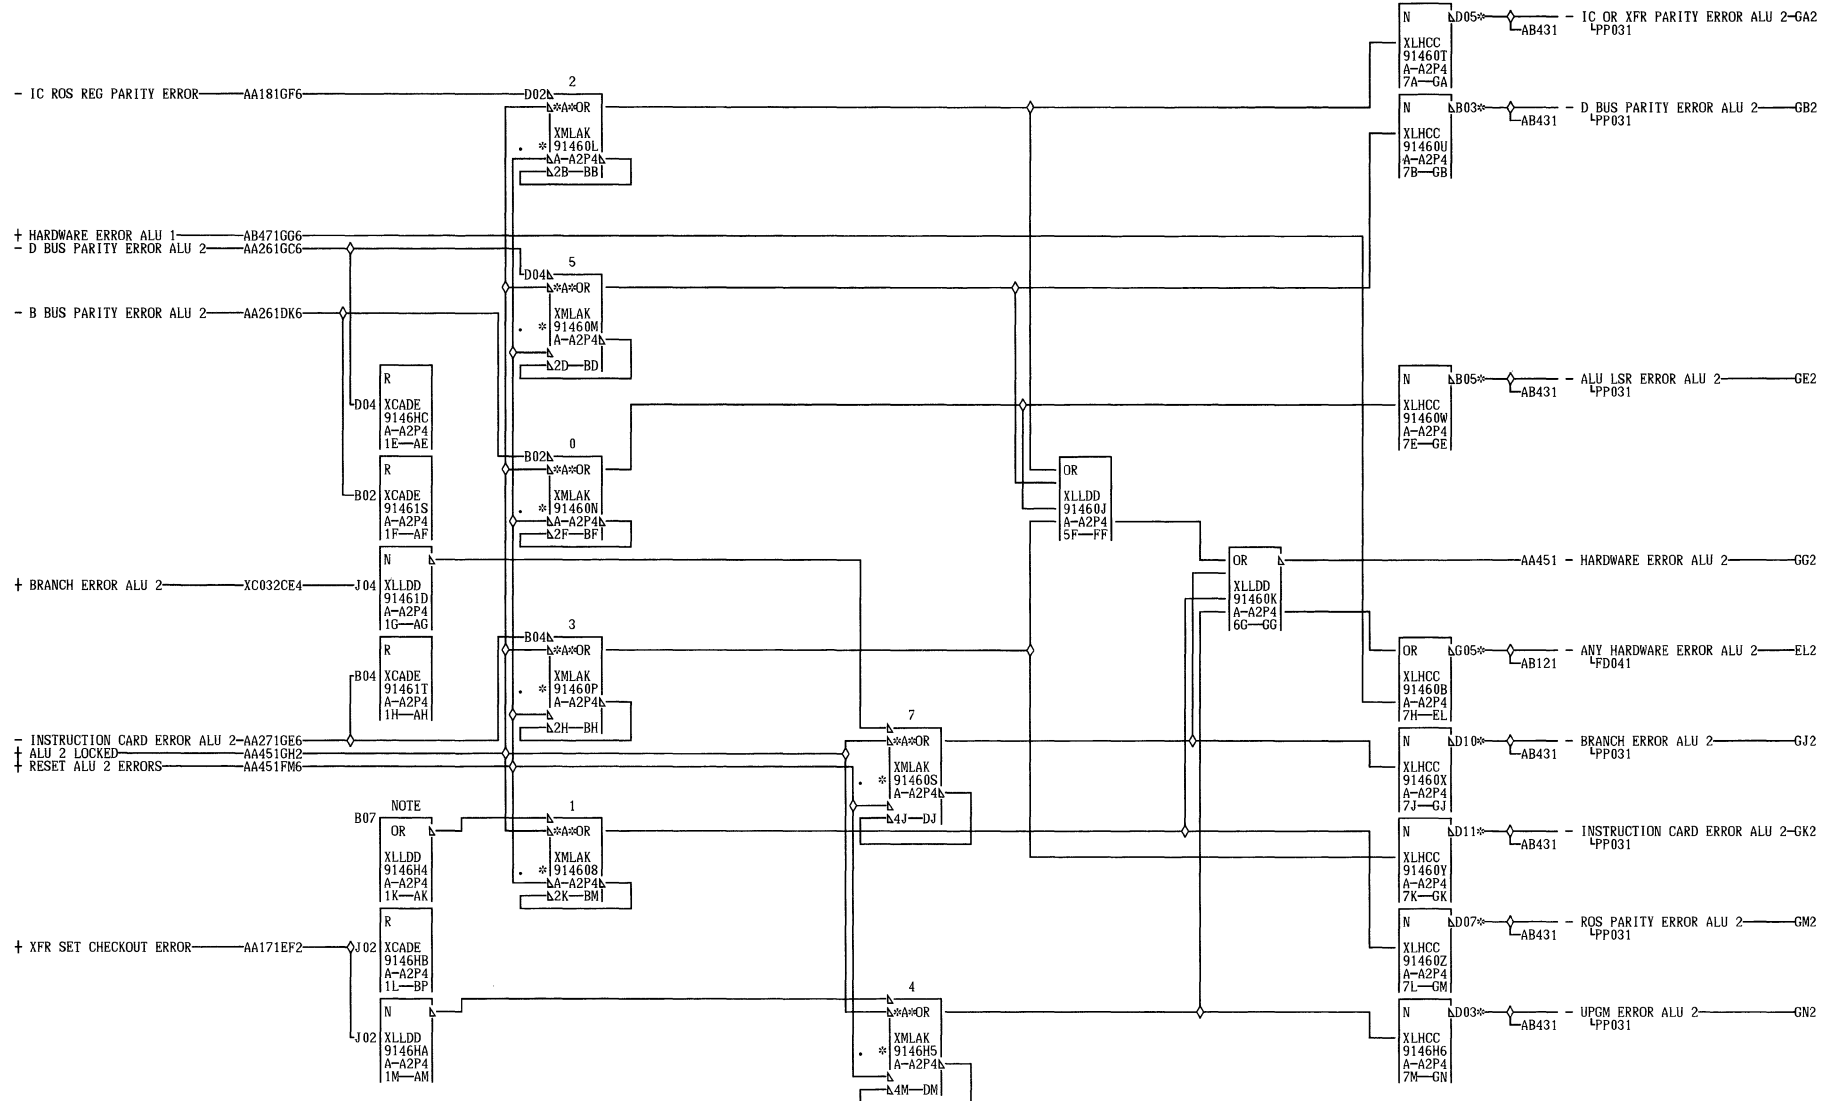 N D05* — IC OR XFR PARITY ERROR ALU 2—GA2
AB431 PP031
XLHCC
91460T
A—A2P4
7A—GA
2
— IC ROS REG PARITY ERROR—AA181GF6 D02
*A*OR
N B03* — D BUS PARITY ERROR ALU 2—GB2
AB431 PP031
XMLAK
. * 91460L
A—A2P4
2B—BB
XLHCC
91460U
A—A2P4
7B—GB
+ HARDWARE ERROR ALU 1—AB471GG6
— D BUS PARITY ERROR ALU 2—AA261GC6
5
D04
*A*OR
XMLAK
. * 91460M
A—A2P4
2D—BD
— B BUS PARITY ERROR ALU 2—AA261DK6
R
D04 XCADE
9146HC
A—A2P4
1E—AE
N B05* — ALU LSR ERROR ALU 2—GE2
AB431 PP031
XLHCC
91460W
A—A2P4
7E—GE
0
B02
*A*OR
XMLAK
. * 91460N
A—A2P4
2F—BF
R
B02 XCADE
91461S
A—A2P4
1F—AF
OR
XLLDD
91460J
A—A2P4
5F—FF
N
+ BRANCH ERROR ALU 2—XC032CE4—J04 XLLDD
91461D
A—A2P4
1G—AG
OR AA451 — HARDWARE ERROR ALU 2—GG2
XLLDD
91460K
A—A2P4
6G—GG
3
B04
*A*OR
XMLAK
. * 91460P
A—A2P4
2H—BH
R
B04 XCADE
91461T
A—A2P4
1H—AH
OR G05* — ANY HARDWARE ERROR ALU 2—EL2
AB121 FD041
XLHCC
91460B
A—A2P4
7H—EL
— INSTRUCTION CARD ERROR ALU 2—AA271GE6
+ ALU 2 LOCKED—AA451GH2
+ RESET ALU 2 ERRORS—AA451FM6
7
*A*OR
XMLAK
. * 91460S
A—A2P4
4J—DJ
N D10* — BRANCH ERROR ALU 2—GJ2
AB431 PP031
XLHCC
91460X
A—A2P4
7J—GJ
NOTE
B07
OR
XLLDD
9146H4
A—A2P4
1K—AK
1
*A*OR
XMLAK
. * 914608
A—A2P4
2K—BM
N D11* — INSTRUCTION CARD ERROR ALU 2—GK2
AB431 PP031
XLHCC
91460Y
A—A2P4
7K—GK
R
+ XFR SET CHECKOUT ERROR—AA171EF2 J02 XCADE
9146HB
A—A2P4
1L—BP
N D07* — ROS PARITY ERROR ALU 2—GM2
AB431 PP031
XLHCC
91460Z
A—A2P4
7L—GM
N
J02 XLLDD
9146HA
A—A2P4
1M—AM
4
*A*OR
XMLAK
. * 9146H5
A—A2P4
4M—DM
N D03* — UPGM ERROR ALU 2—GN2
AB431 PP031
XLHCC
9146H6
A—A2P4
7M—GN